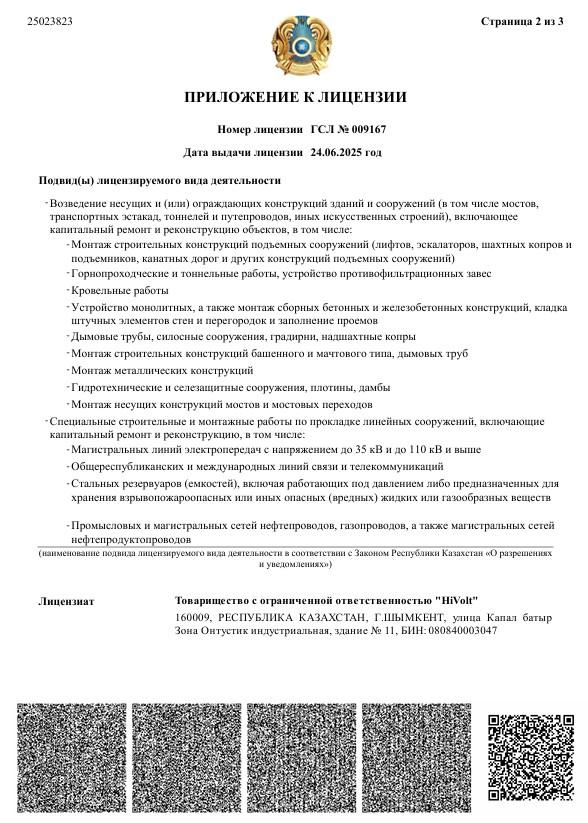 25023823
Страница 2 из 3
ПРИЛОЖЕНИЕ К ЛИЦЕНЗИИ
Номер лицензии ГСЛ № 009167
Дата выдачи лицензии 24.06.2025 год
Подвид(ы) лицензируемого вида деятельности
-Возведение несущих и (или) ограждающих конструкций зданий и сооружений (в том числе мостов,
транспортных эстакад, тоннелей и путепроводов, иных искусственных строений), включающее
капитальный ремонт и реконструкцию объектов, в том числе:
-Монтаж строительных конструкций подъемных сооружений (лифтов, эскалаторов, шахтных копров и
подъемников, канатных дорог и других конструкций подъемных сооружений)
-Горнопроходческие и тоннельные работы, устройство противофильтрационных завес
-Кровельные работы
-Устройство монолитных, а также монтаж сборных бетонных и железобетонных конструкций, кладка
штучных элементов стен и перегородок и заполнение проемов
-Дымовые трубы, силосные сооружения, градирни, надшахтные копры
-Монтаж строительных конструкций башенного и мачтового типа, дымовых труб
-Монтаж металлических конструкций
-Гидротехнические и селезащитные сооружения, плотины, дамбы
-Монтаж несущих конструкций мостов и мостовых переходов
-Специальные строительные и монтажные работы по прокладке линейных сооружений, включающие
капитальный ремонт и реконструкцию, в том числе:
-Магистральных линий электропередач с напряжением до 35 кВ и до 110 кВ и выше
-Общереспубликанских и международных линий связи и телекоммуникаций
-Стальных резервуаров (емкостей), включая работающих под давлением либо предназначенных для
хранения взрывопожароопасных или иных опасных (вредных) жидких или газообразных веществ
-Промысловых и магистральных сетей нефтепроводов, газопроводов, а также магистральных сетей
нефтепродуктопроводов
(наименование подвида лицензируемого вида деятельности в соответствии с Законом Республики Казахстан «О разрешениях
и уведомлениях»)
Лицензиат
Товарищество с ограниченной ответственностью "HiVolt"
160009, РЕСПУБЛИКА КАЗАХСТАН, Г.ШЫМКЕНТ, улица Капал батыр
Зона Онтустик индустриальная, здание № 11, БИН: 080840003047